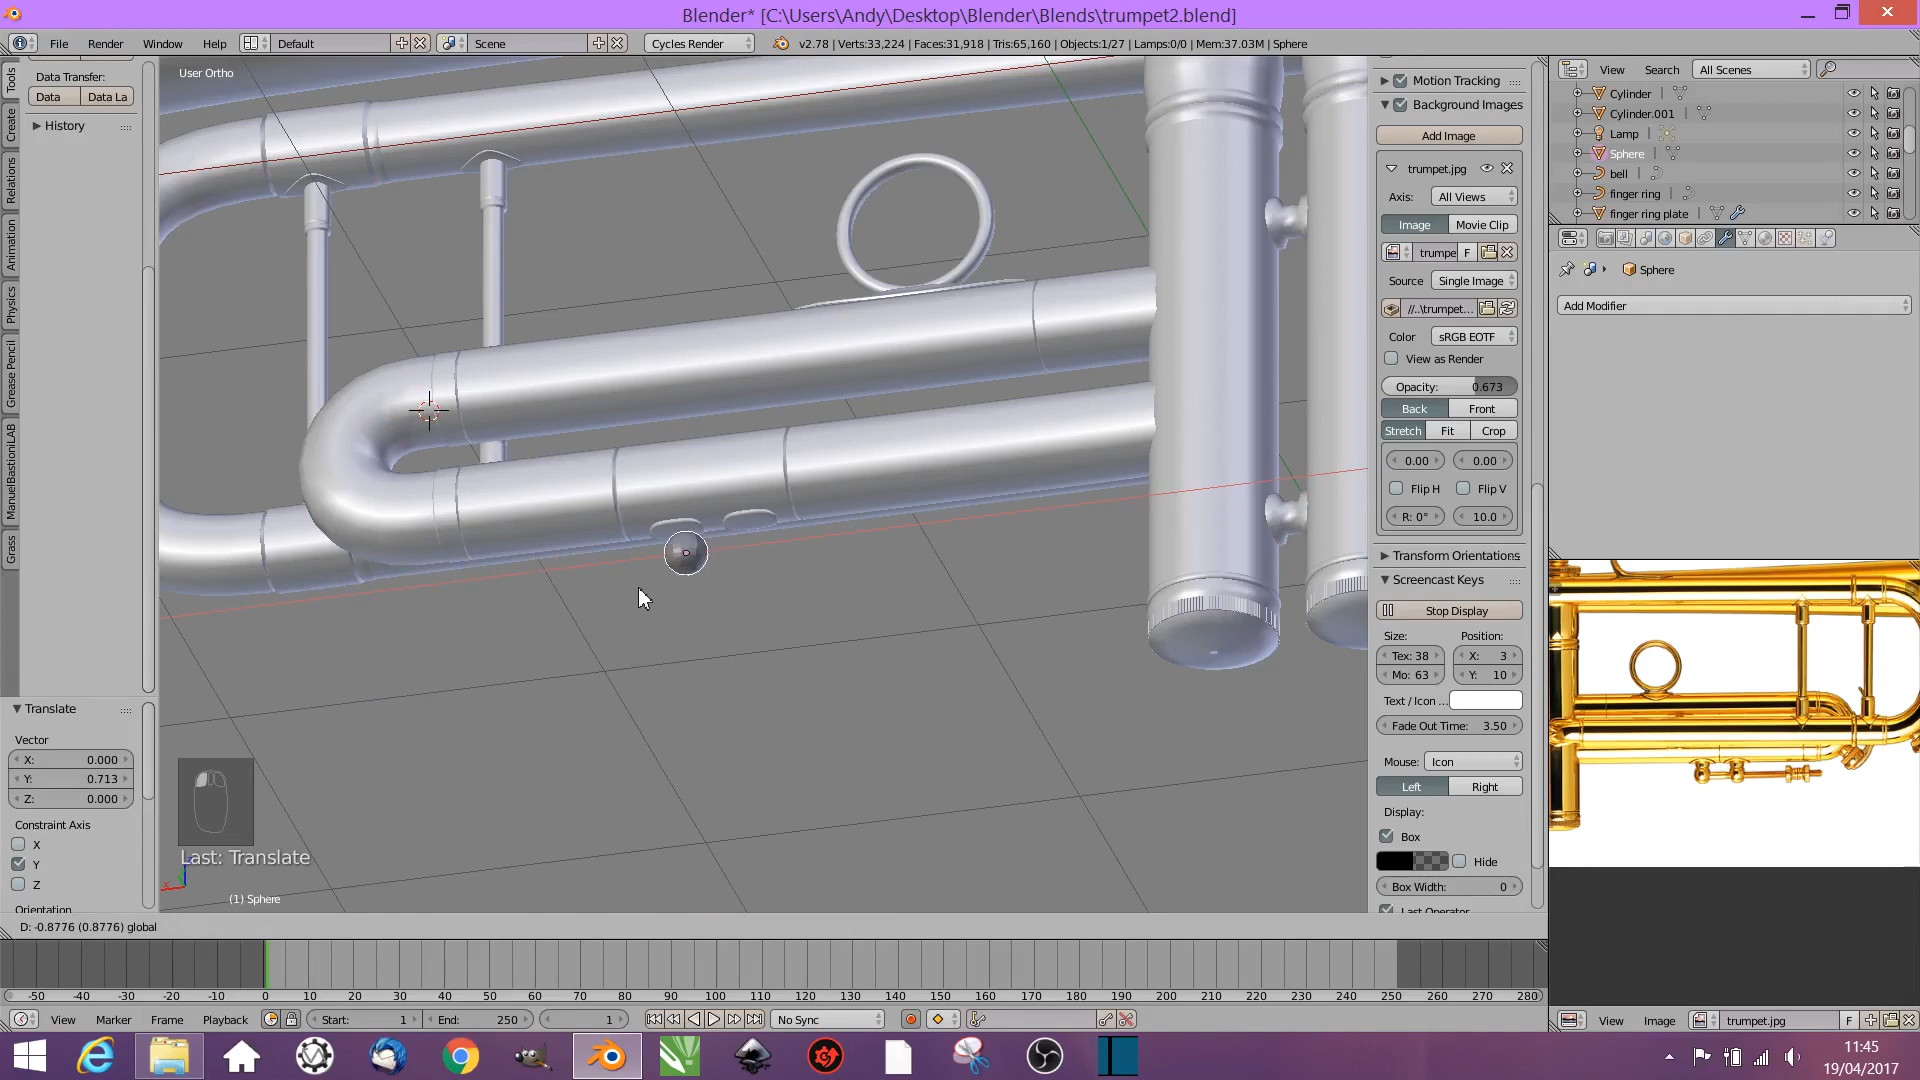 Blender* [C:\Users\Andy\Desktop\Blender\Blends\trumpet2.blend]
File Render Window Help Default Scene Cycles Render v2.78 | Verts:33,224 | Faces:31,918 | Tris:65,160 | Objects:1/27 | Lamps:0/0 | Mem:37.03M | Sphere
Tools
Create
Relations
Animation
Physics
Grease Pencil
ManuelBastioniLAB
Grass
Data Transfer:
Data Data La
History
Translate
Vector
X: 0.000
Y: 0.713
Z: 0.000
Constraint Axis
X
Y
Z
Orientation
User Ortho
Last: Translate
(1) Sphere
D: -0.8776 (0.8776) global
Motion Tracking
Background Images
Add Image
trumpet.jpg
Axis: All Views
Image Movie Clip
trumpe F
Source Single Image
//..\trumpet...
Color sRGB EOTF
View as Render
Opacity: 0.673
Back Front
Stretch Fit Crop
0.00 0.00
Flip H Flip V
R: 0° 10.0
Transform Orientations
Screencast Keys
Stop Display
Size: Position:
Tex: 38 X: 3
Mo: 63 Y: 10
Text / Icon ...
Fade Out Time: 3.50
Mouse: Icon
Left Right
Display:
Box
Hide
Box Width: 0
Last Operator
View Search All Scenes
Cylinder
Cylinder.001
Lamp
Sphere
bell
finger ring
finger ring plate
Sphere
Add Modifier
-50 -40 -30 -20 -10 0 10 20 30 40 50 60 70 80 90 100 110 120 130 140 150 160 170 180 190 200 210 220 230 240 250 260 270 280
View Marker Frame Playback Start: 1 End: 250 1 No Sync
View Image trumpet.jpg F
11:45
19/04/2017